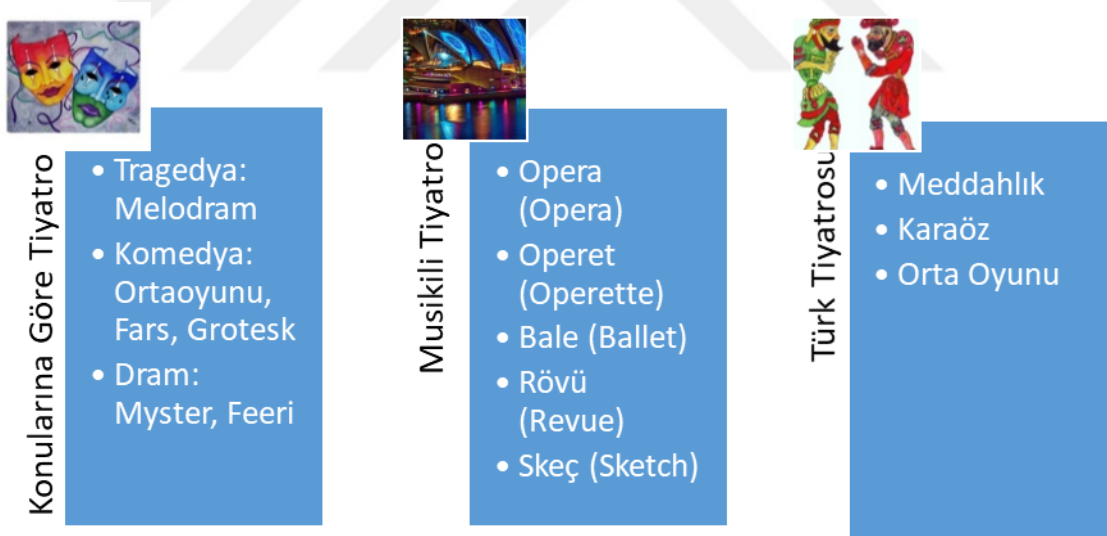 Konularına Göre Tiyatro
• Tragedya:
Melodram
• Komedya:
Ortaoyunu,
Fars, Grotesk
• Dram:
Myster, Feeri
Musikili Tiyatro
• Opera
(Opera)
• Operet
(Operette)
• Bale (Ballet)
• Rövü
(Revue)
• Skeç (Sketch)
Türk Tiyatrosu
• Meddahlık
• Karaöz
• Orta Oyunu